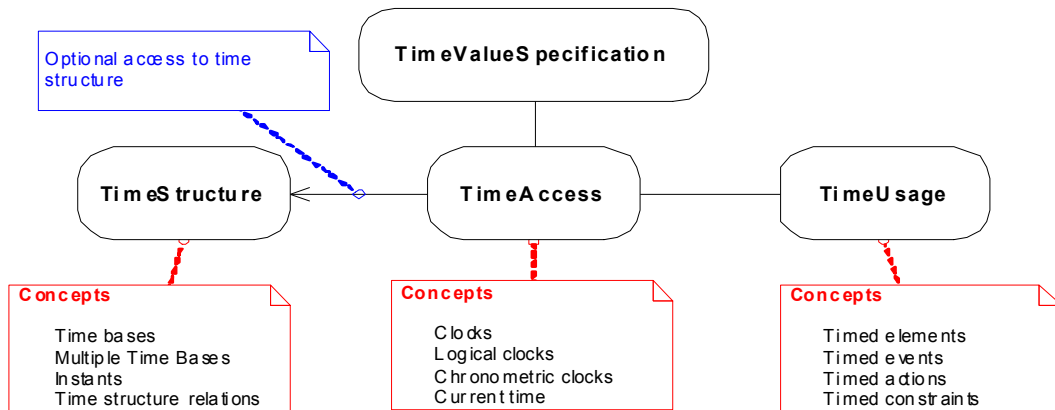 Optional access to time
structure
TimeValueSpecification
TimeStructure
TimeAccess
TimeUsage
Concepts
Time bases
Multiple Time Bases
Instants
Time structure relations
Concepts
Clocks
Logical clocks
Chronometric clocks
Current time
Concepts
Timed elements
Timed events
Timed actions
Timed constraints